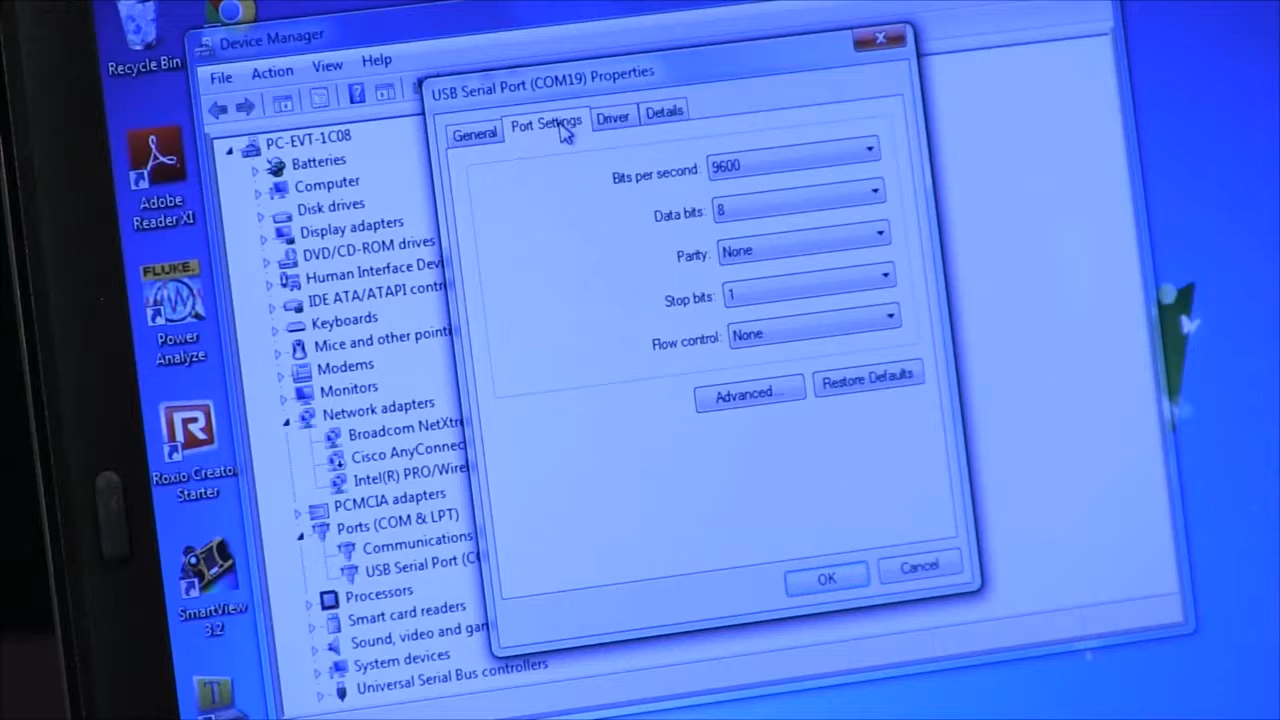 Recycle Bin
Adobe
Reader XI
FLUKE
Power
Analyze
Roxio Creator
Starter
SmartView
3.2
T
Device Manager
File Action View Help
PC-EVT-1C08
Batteries
Computer
Disk drives
Display adapters
DVD/CD-ROM drives
Human Interface Dev
IDE ATA/ATAPI contr
Keyboards
Mice and other pointi
Modems
Monitors
Network adapters
Broadcom NetXtre
Cisco AnyConnec
Intel(R) PRO/Wire
PCMCIA adapters
Ports (COM & LPT)
Communications
USB Serial Port (CO
Processors
Smart card readers
Sound, video and gam
System devices
Universal Serial Bus controllers
USB Serial Port (COM19) Properties
General Port Settings Driver Details
Bits per second: 9600
Data bits: 8
Parity: None
Stop bits: 1
Flow control: None
Advanced... Restore Defaults
OK Cancel